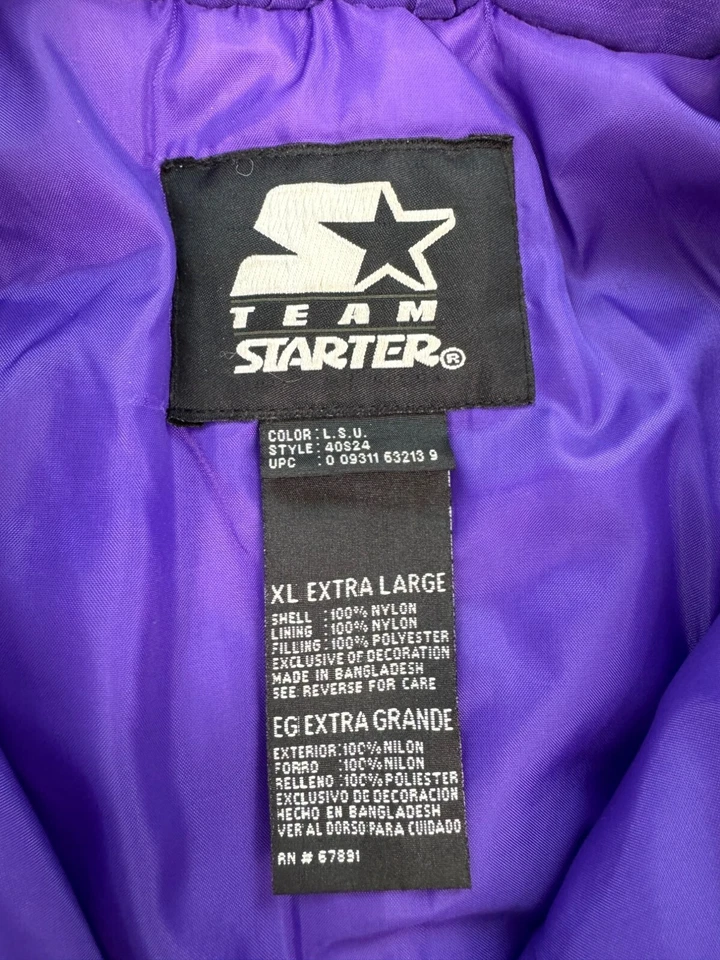 TEAM
STARTER®
COLOR : L.S.U.
STYLE : 40S24
UPC : 0 09311 63213 9
XL EXTRA LARGE
SHELL :100% NYLON
LINING :100% NYLON
FILLING:100% POLYESTER
EXCLUSIVE OF DECORATION
MADE IN BANGLADESH
SEE REVERSE FOR CARE
EG EXTRA GRANDE
EXTERIOR:100%NILON
FORRO :100%NILON
RELLENO :100%POLIESTER
EXCLUSIVO DE DECORACION
HECHO EN BANGLADESH
VER AL DORSO PARA CUIDADO
RN # 67891